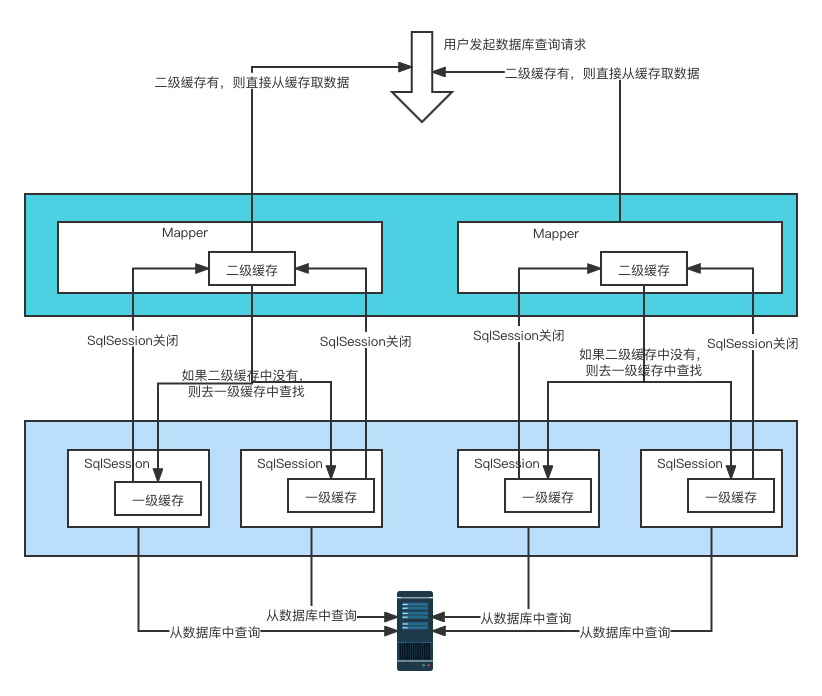 用户发起数据库查询请求
二级缓存有，则直接从缓存取数据
二级缓存有，则直接从缓存取数据
Mapper
Mapper
二级缓存
二级缓存
SqlSession关闭
SqlSession关闭
SqlSession关闭
SqlSession关闭
如果二级缓存中没有，
则去一级缓存中查找
如果二级缓存中没有，
则去一级缓存中查找
SqlSession
SqlSession
SqlSession
SqlSession
一级缓存
一级缓存
一级缓存
一级缓存
从数据库中查询
从数据库中查询
从数据库中查询
从数据库中查询